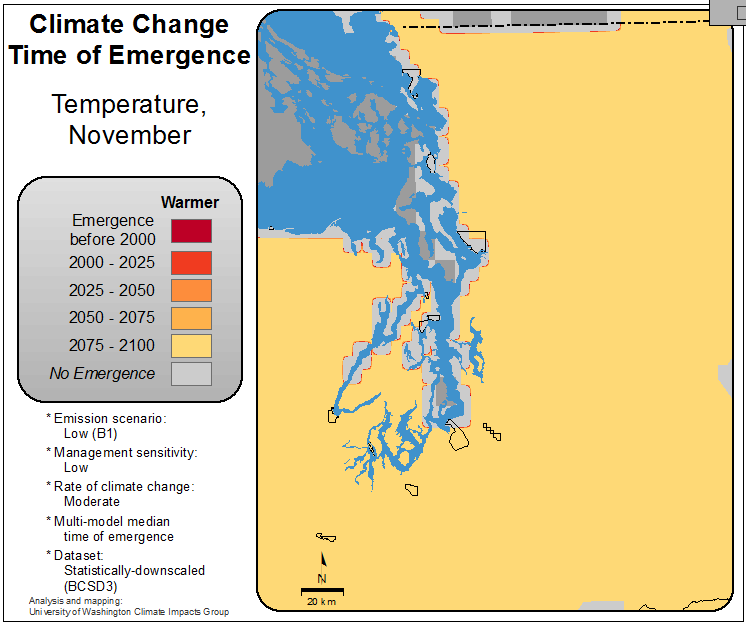 Climate Change
Time of Emergence
Temperature,
November
Warmer
Emergence
before 2000
2000 - 2025
2025 - 2050
2050 - 2075
2075 - 2100
No Emergence
* Emission scenario:
Low (B1)
* Management sensitivity:
Low
* Rate of climate change:
Moderate
* Multi-model median
time of emergence
* Dataset:
Statistically-downscaled
(BCSD3)
Analysis and mapping:
University of Washington Climate Impacts Group
N
20 km